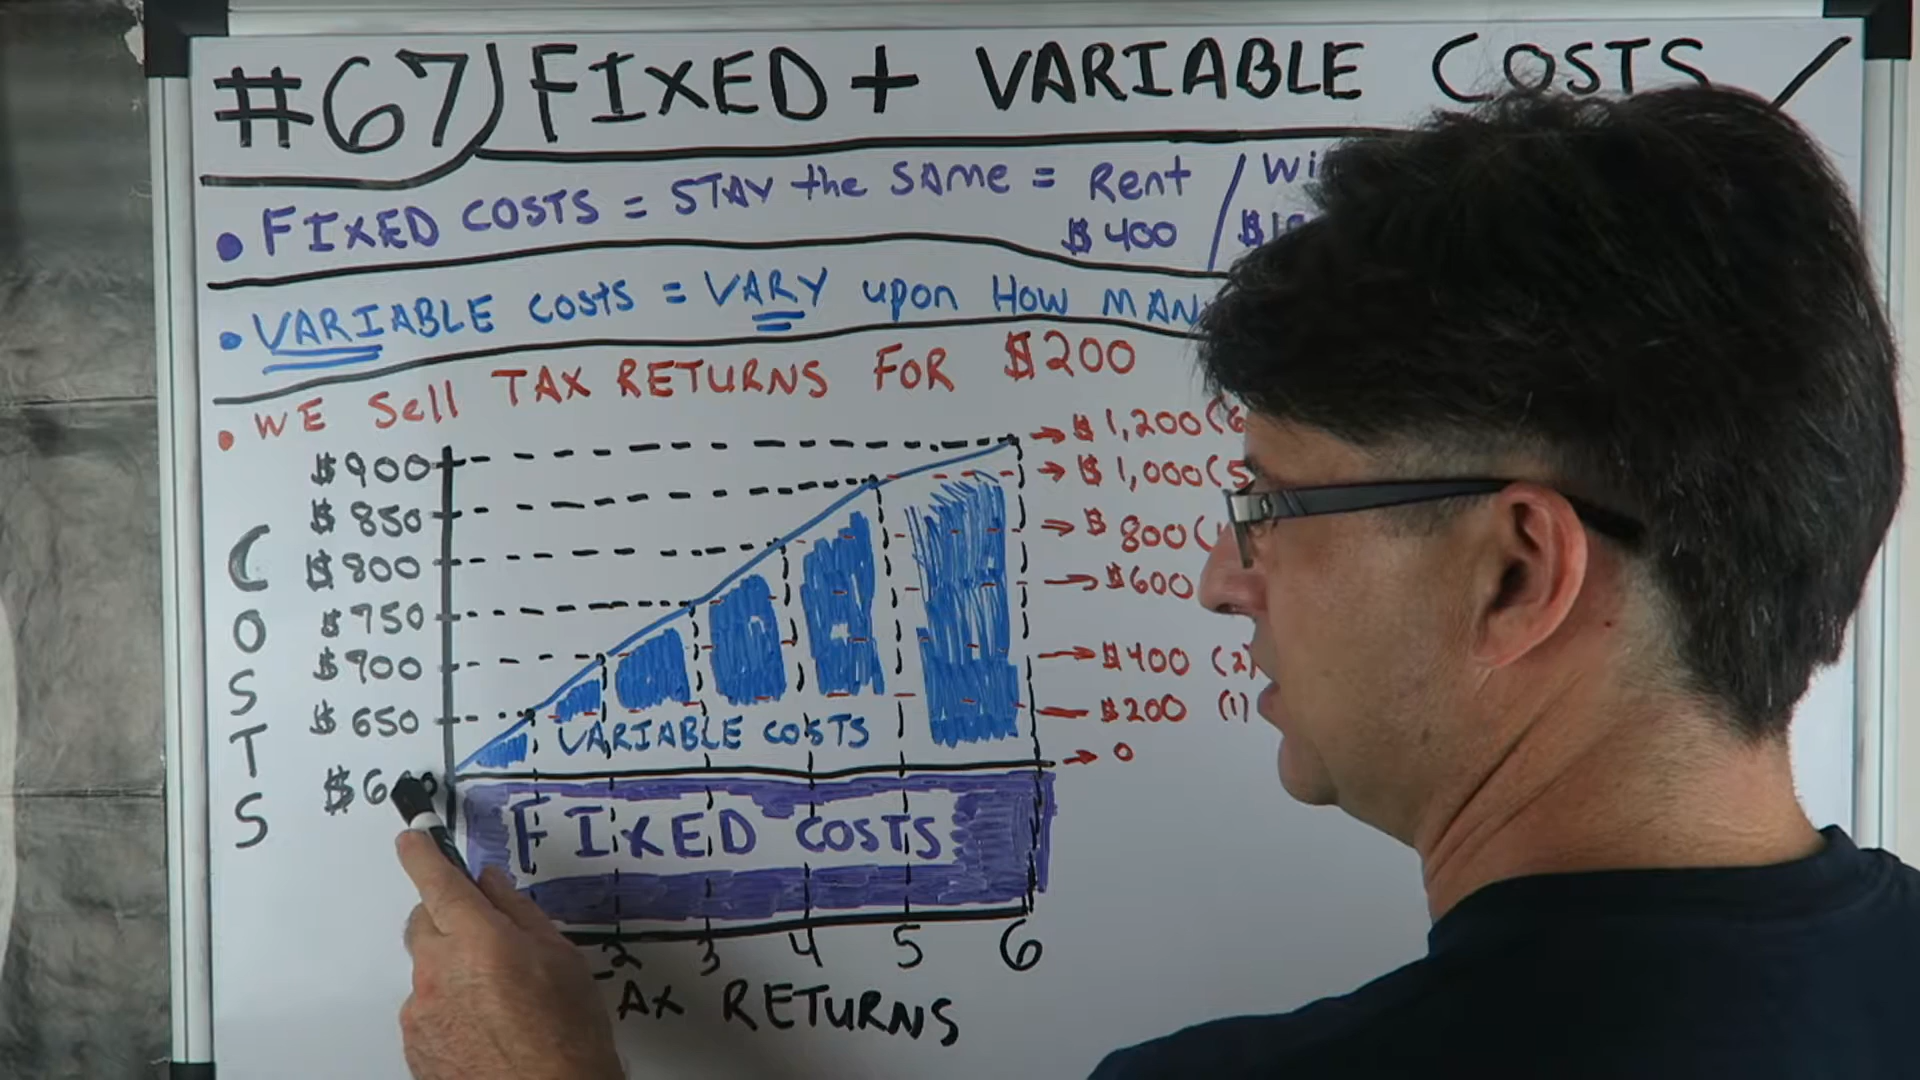 #67) FIXED + VARIABLE COSTS
• FIXED COSTS = STAY the SAME = Rent /
$400 /
• VARIABLE COSTS = VARY upon HOW
• WE Sell TAX RETURNS FOR $200
COSTS
$900
$850
$800
$750
$700
$650
→ $1,200
→ $1,000(5
→ $800(
→ $600
→ $400 (2)
$200 (1)
→ 0
VARIABLE COSTS
FIXED COSTS
2 3 4 5 6
RETURNS